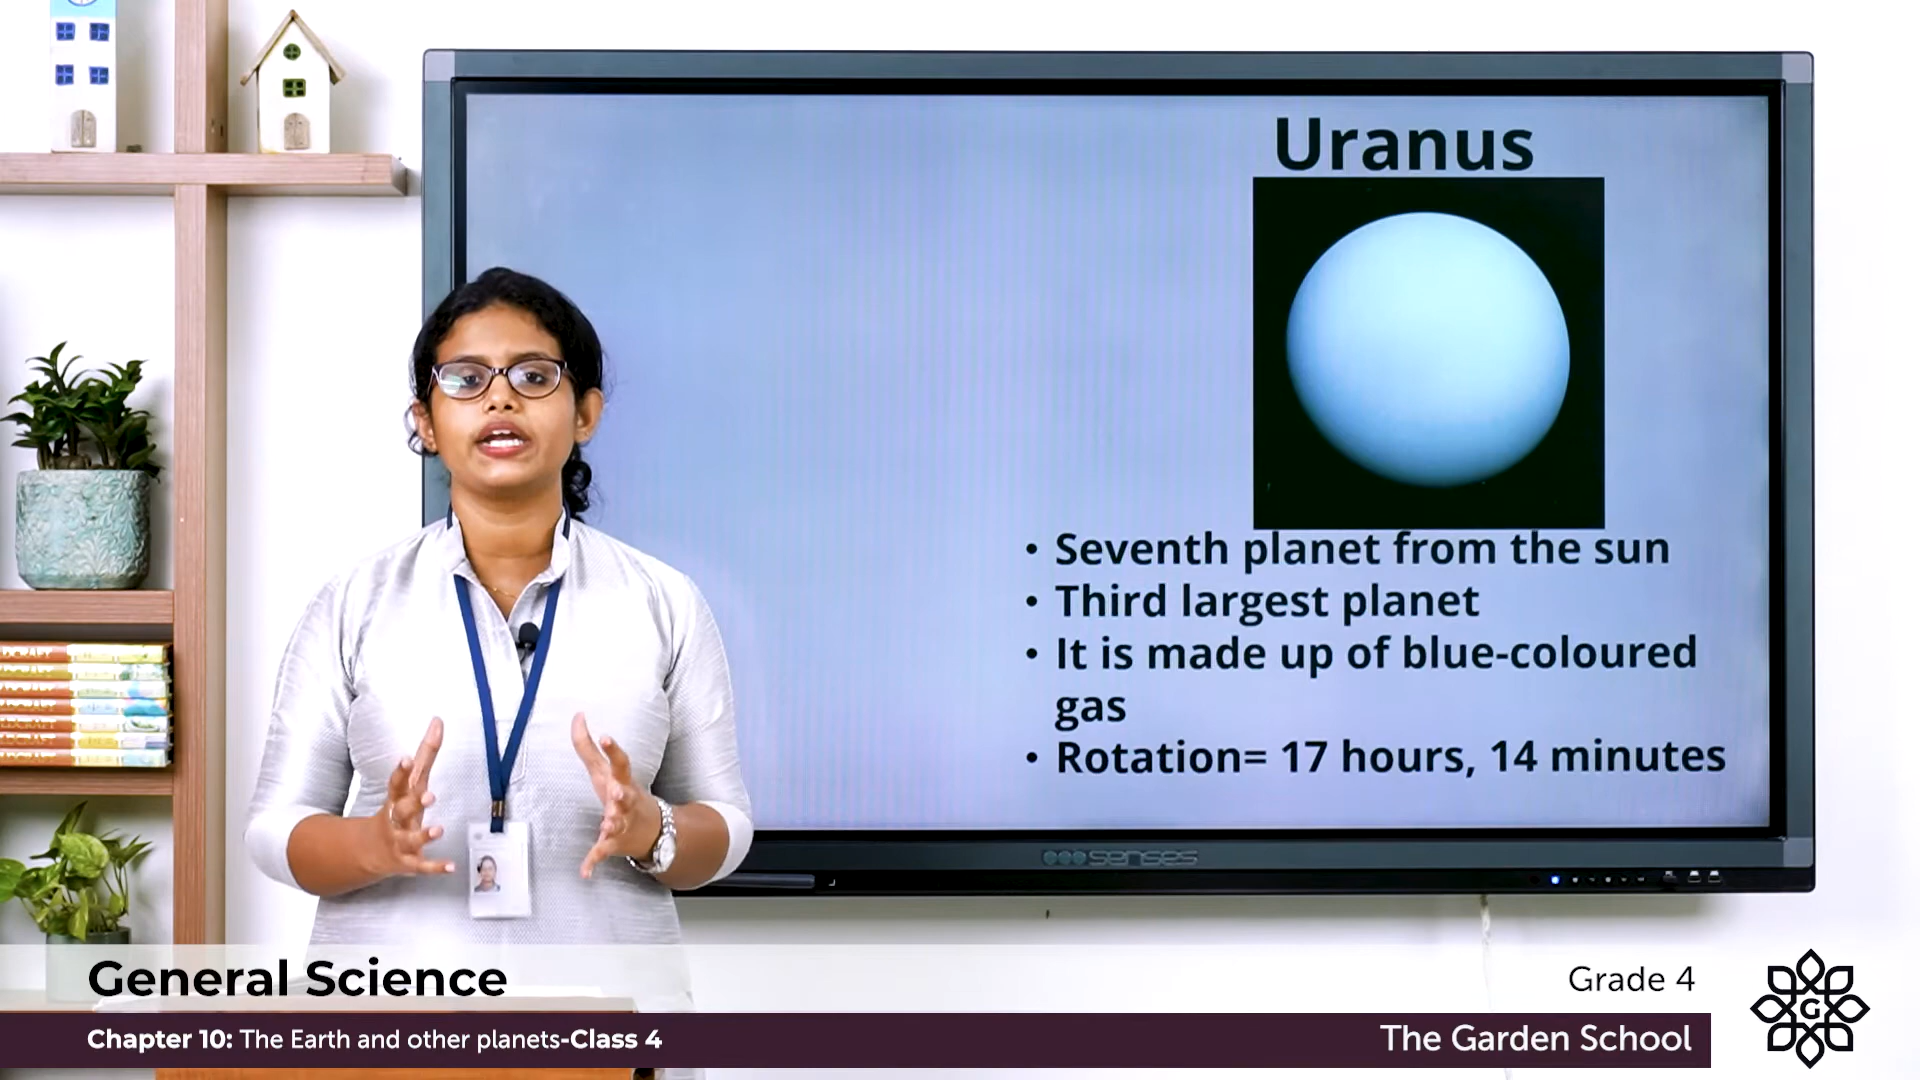 Uranus
• Seventh planet from the sun
• Third largest planet
• It is made up of blue-coloured
gas
• Rotation= 17 hours, 14 minutes
senses
General Science
Grade 4
Chapter 10: The Earth and other planets-Class 4
The Garden School
G